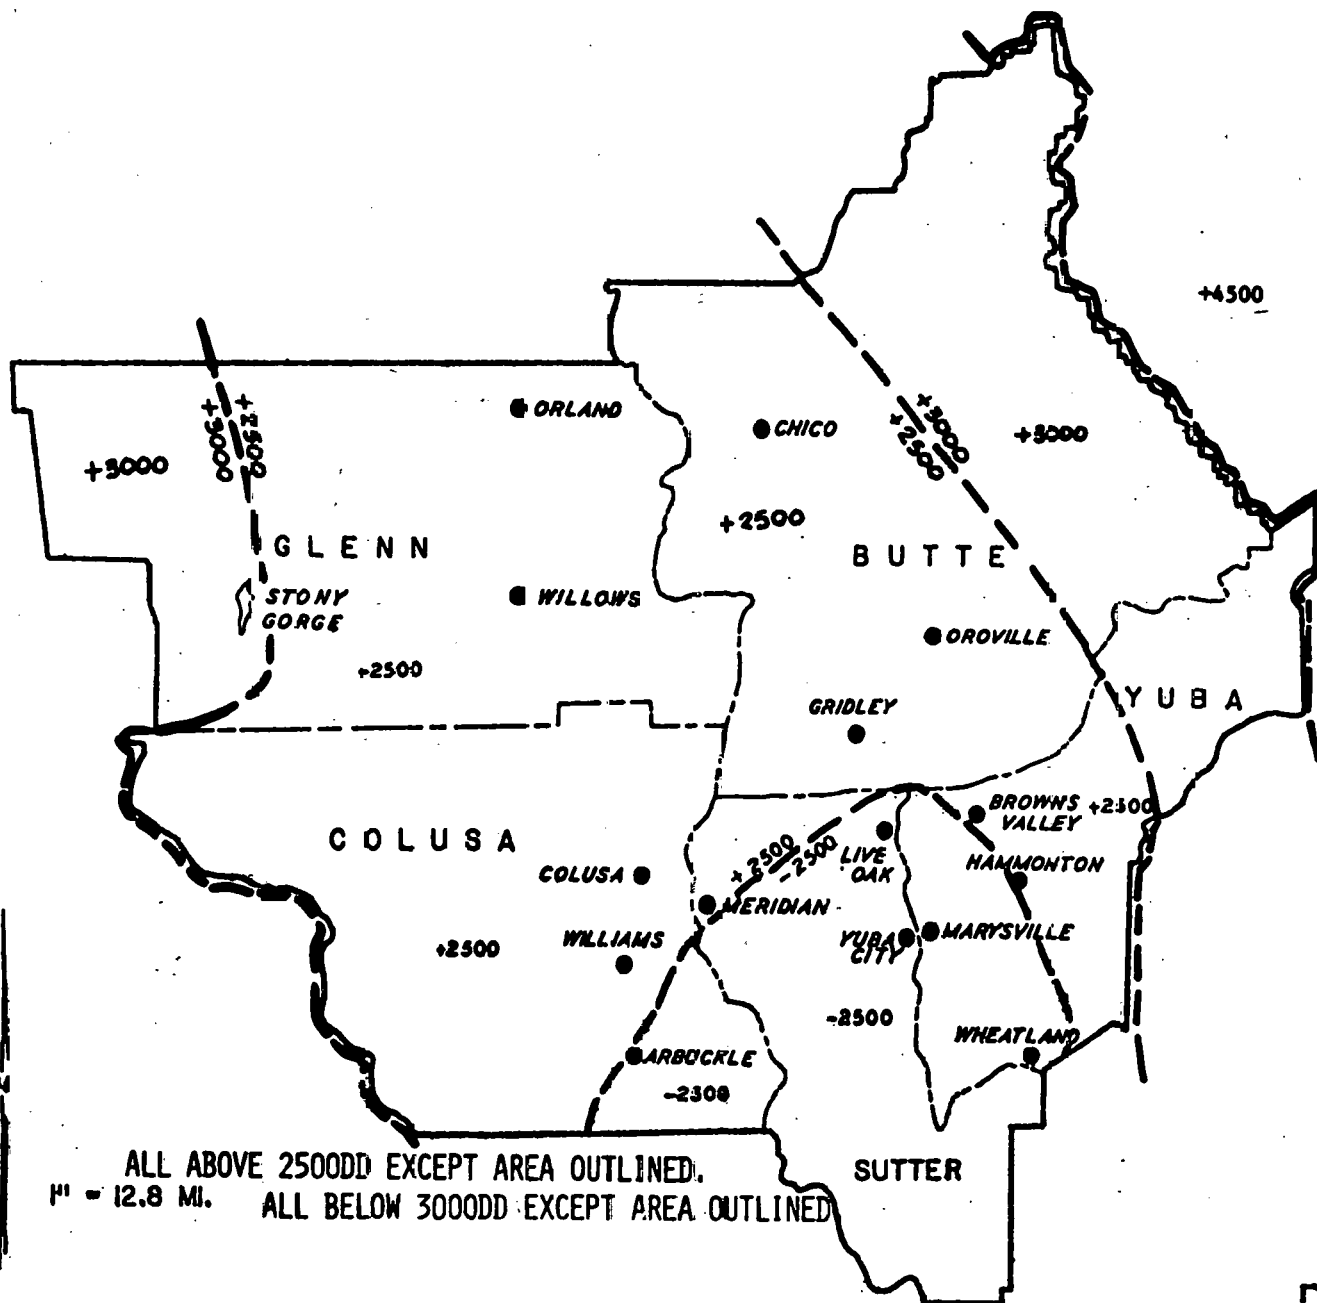 +4500
ORLAND
+2500
+3000
CHICO
+3000
+2500
+3000
+3000
+2500
GLENN
BUTTE
STONY
GORGE
WILLOWS
OROVILLE
+2500
YUBA
GRIDLEY
BROWNS
VALLEY
COLUSA
+2500
-2500
LIVE
OAK
HAMMONTON
COLUSA
MERIDIAN
WILLIAMS
YUBA
CITY
MARYSVILLE
+2500
-2500
WHEATLAND
ARBUCKLE
SUTTER
ALL ABOVE 2500DD EXCEPT AREA OUTLINED.
1" = 12.8 MI.
ALL BELOW 3000DD EXCEPT AREA OUTLINED